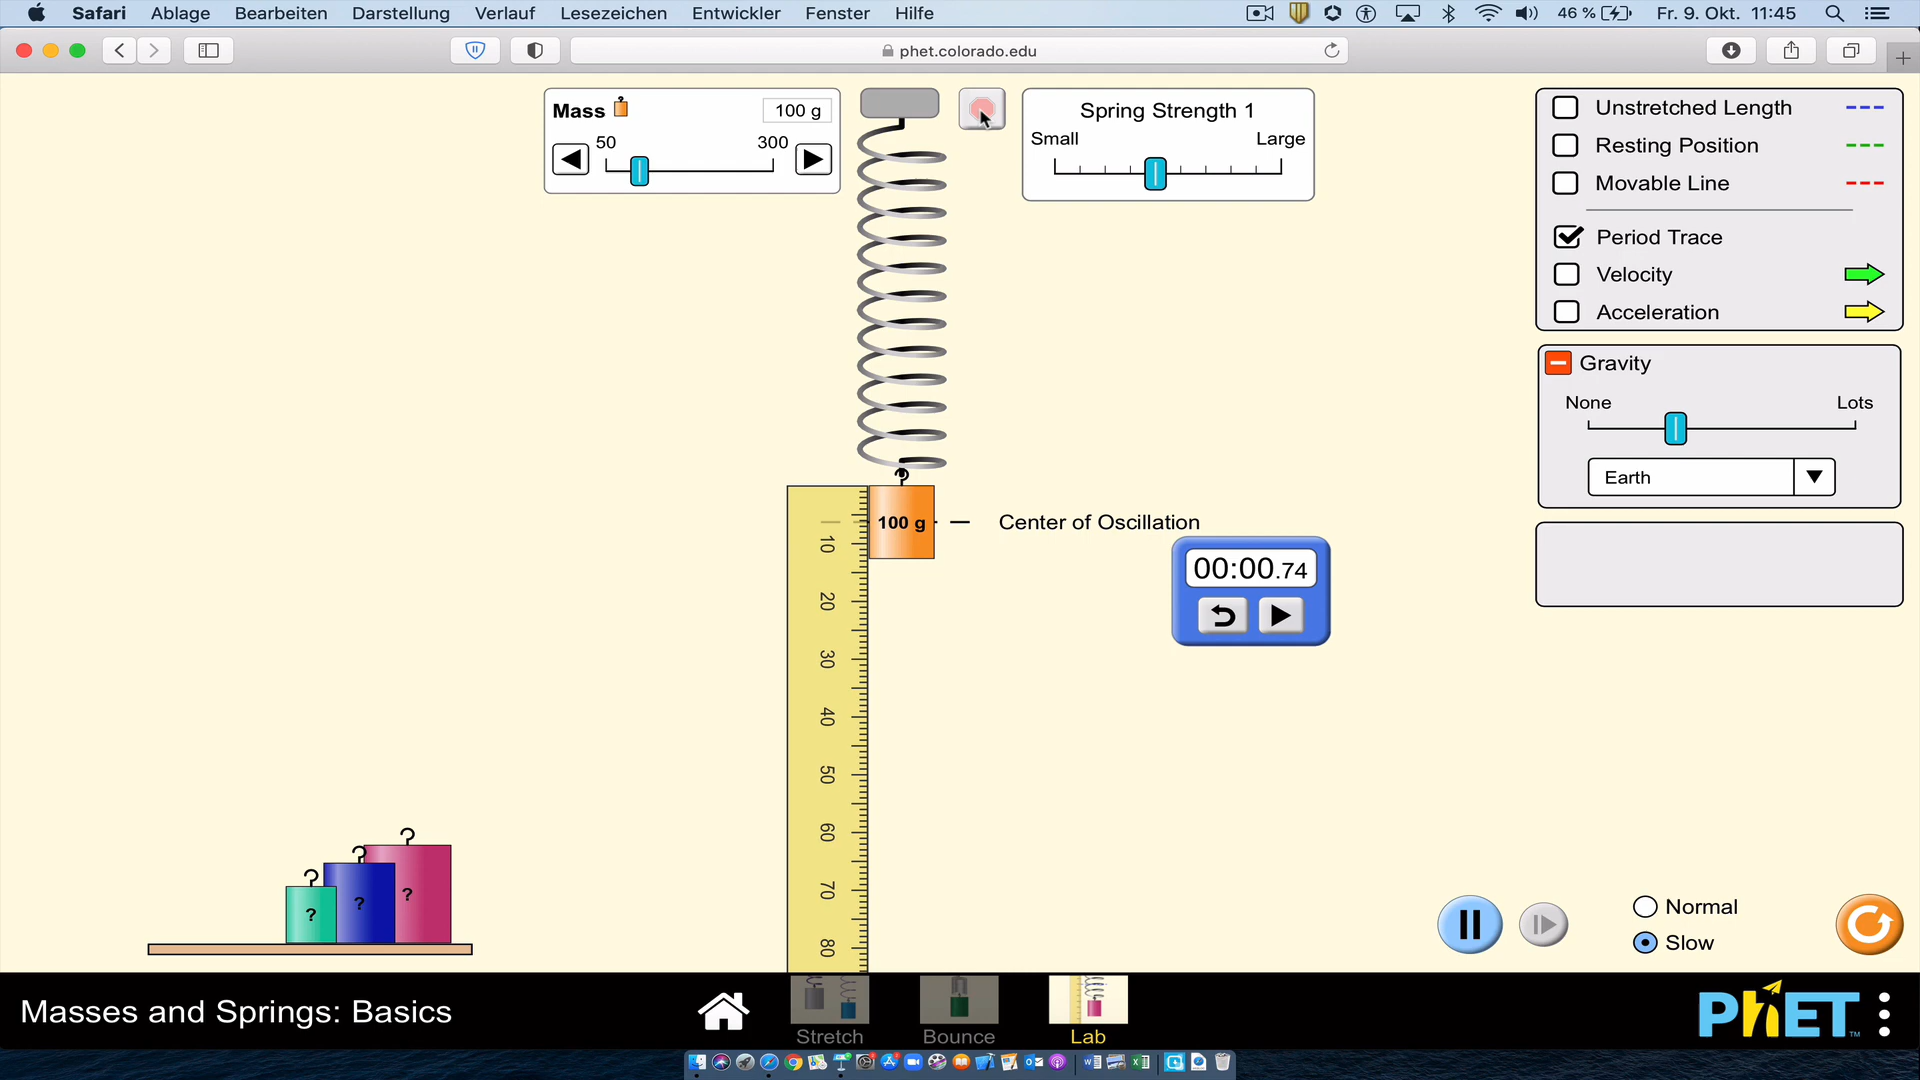 Safari Ablage Bearbeiten Darstellung Verlauf Lesezeichen Entwickler Fenster Hilfe 46 % Fr. 9. Okt. 11:45
phet.colorado.edu
Mass 100 g
50 300
Spring Strength 1
Small Large
Unstretched Length
Resting Position
Movable Line
Period Trace
Velocity
Acceleration
Gravity
None Lots
Earth
100 g
Center of Oscillation
00:00.74
10
20
30
40
50
60
70
80
? ? ?
Normal
Slow
Masses and Springs: Basics
Stretch
Bounce
Lab
PhET™